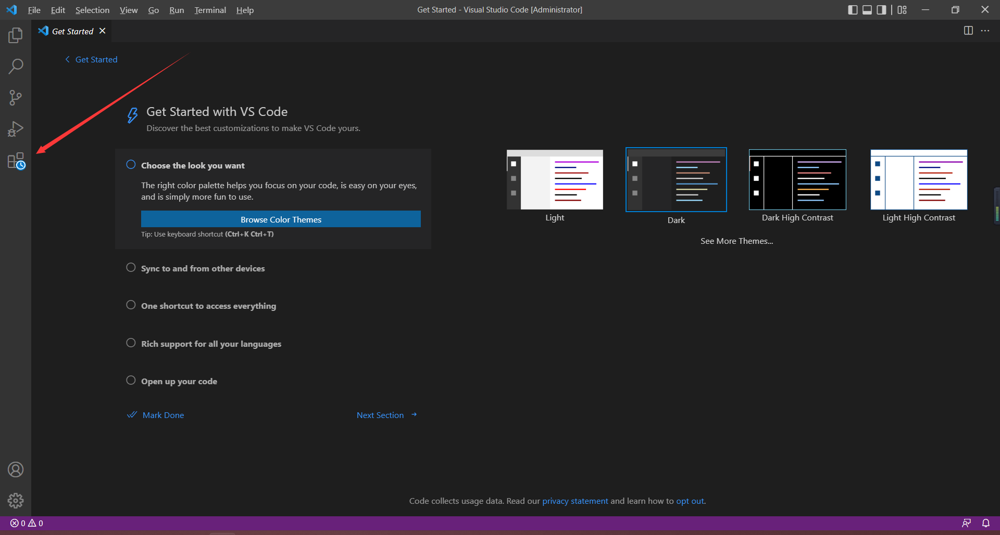 File Edit Selection View Go Run Terminal Help
Get Started - Visual Studio Code [Administrator]
Get Started
Get Started
Get Started with VS Code
Discover the best customizations to make VS Code yours.
Choose the look you want
The right color palette helps you focus on your code, is easy on your eyes,
and is simply more fun to use.
Browse Color Themes
Tip: Use keyboard shortcut (Ctrl+K Ctrl+T)
Light
Dark
Dark High Contrast
Light High Contrast
See More Themes...
Sync to and from other devices
One shortcut to access everything
Rich support for all your languages
Open up your code
Mark Done
Next Section
Code collects usage data. Read our privacy statement and learn how to opt out.
0 0